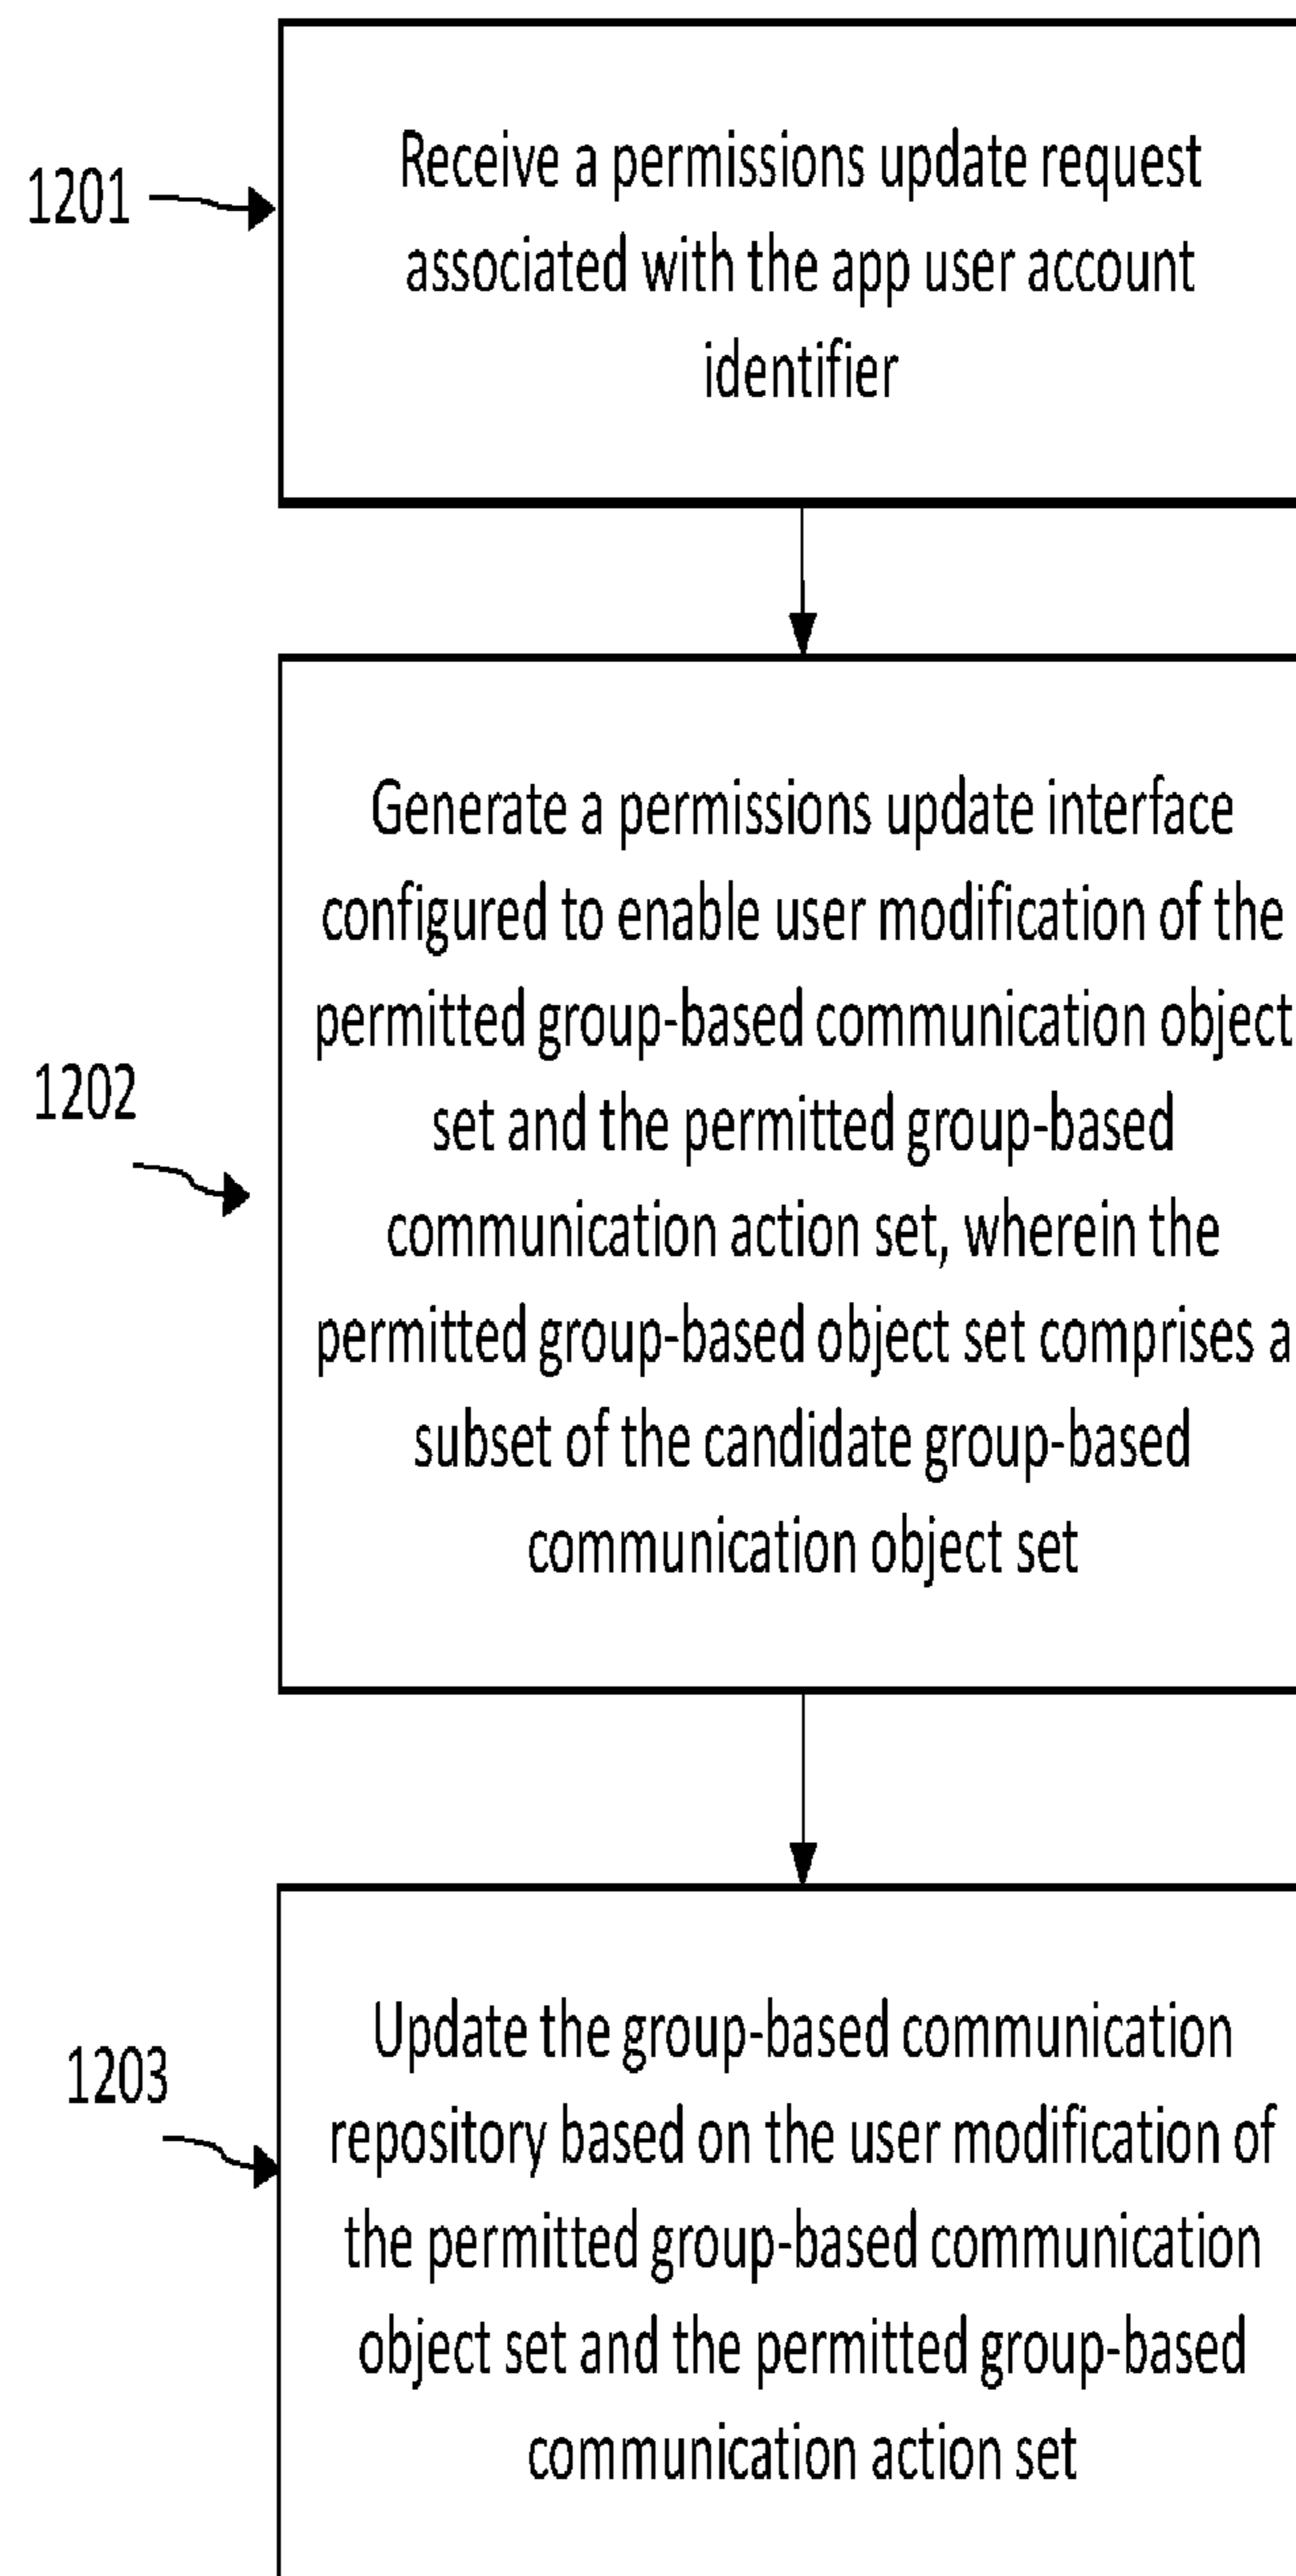 1201
Receive a permissions update request
associated with the app user account
identifier
1202
Generate a permissions update interface
configured to enable user modification of the
permitted group-based communication object
set and the permitted group-based
communication action set, wherein the
permitted group-based object set comprises a
subset of the candidate group-based
communication object set
1203
Update the group-based communication
repository based on the user modification of
the permitted group-based communication
object set and the permitted group-based
communication action set